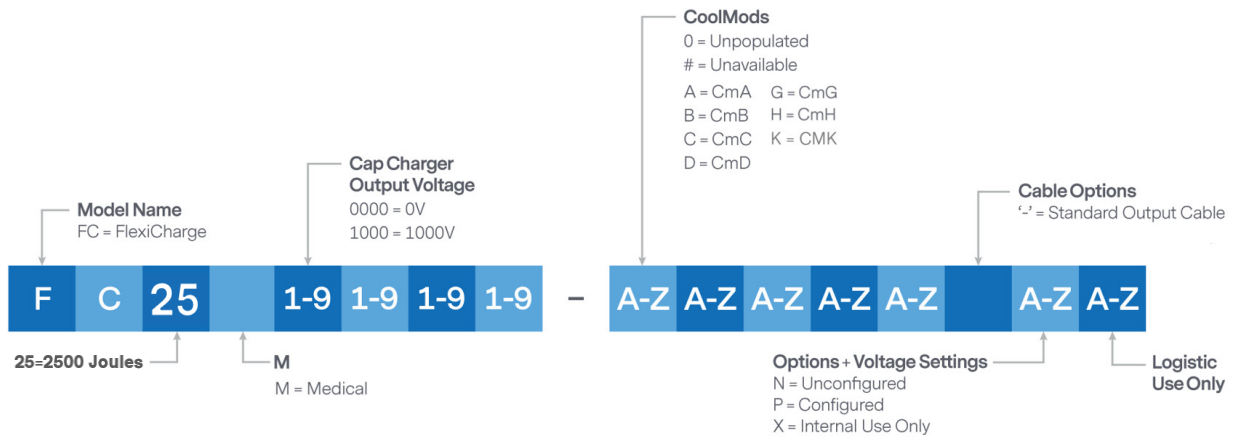 CoolMods
0 = Unpopulated
# = Unavailable
A = CmA G = CmG
B = CmB H = CmH
C = CmC K = CMK
D = CmD
Cap Charger
Output Voltage
0000 = 0V
1000 = 1000V
Model Name
FC = FlexiCharge
Cable Options
‘-’ = Standard Output Cable
F C 25 1-9 1-9 1-9 1-9 – A-Z A-Z A-Z A-Z A-Z A-Z A-Z
25=2500 Joules
M
M = Medical
Options + Voltage Settings
N = Unconfigured
P = Configured
X = Internal Use Only
Logistic
Use Only